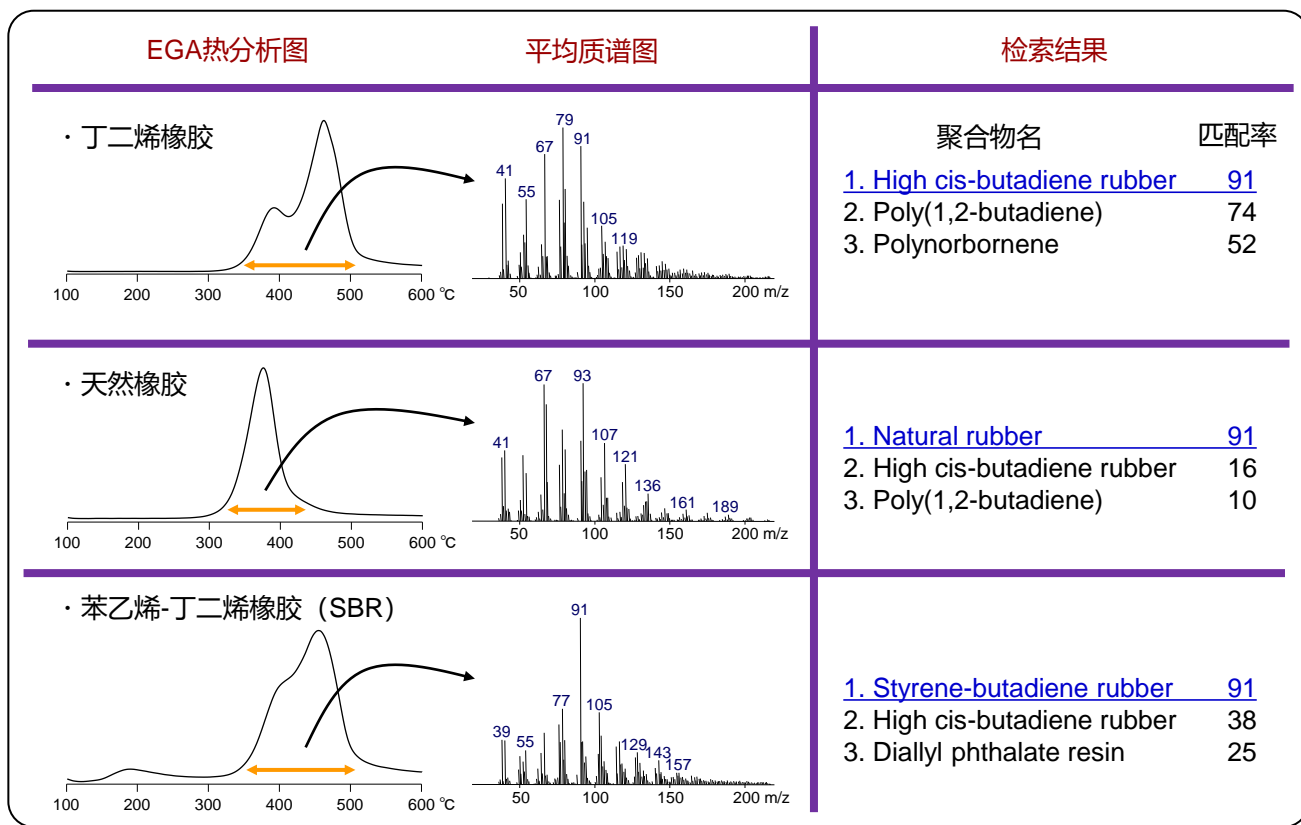 EGA热分析图 平均质谱图 检索结果
・丁二烯橡胶
聚合物名 匹配率
1. High cis-butadiene rubber 91
2. Poly(1,2-butadiene) 74
3. Polynorbornene 52
100 200 300 400 500 600 ℃
41 55 67 79 91 105 119
50 100 150 200 m/z
・天然橡胶
1. Natural rubber 91
2. High cis-butadiene rubber 16
3. Poly(1,2-butadiene) 10
100 200 300 400 500 600 ℃
41 67 93 107 121 136 161 189
50 100 150 200 m/z
・苯乙烯-丁二烯橡胶（SBR）
1. Styrene-butadiene rubber 91
2. High cis-butadiene rubber 38
3. Diallyl phthalate resin 25
100 200 300 400 500 600 ℃
39 55 77 91 105 129 143 157
50 100 150 200 m/z